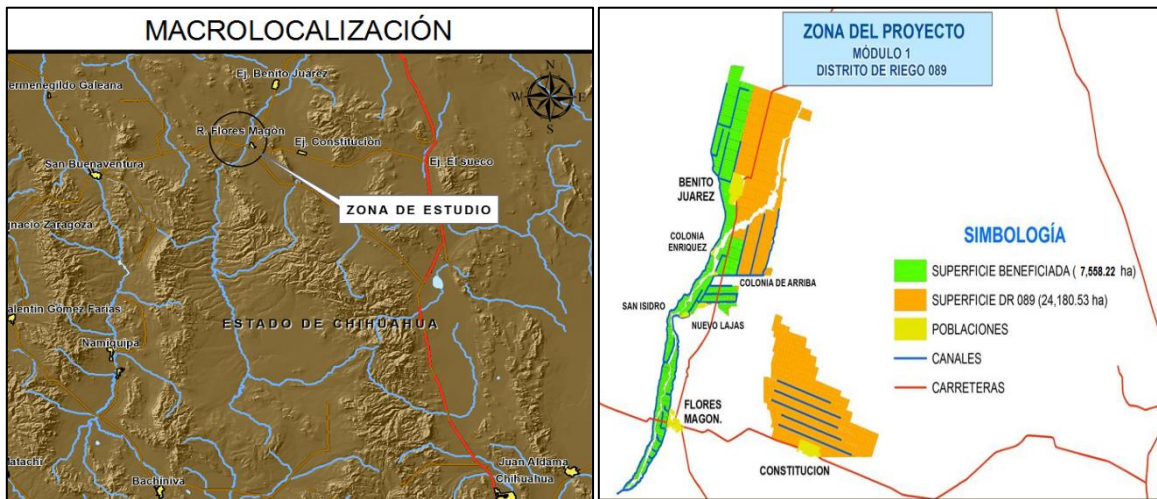 MACROLOCALIZACIÓN
Ej. Benito Juárez
ermenegildo Galeana
N
W
E
S
R. Flores Magón
Ej. Constitución
Ej. El sueco
San Buenaventura
ZONA DE ESTUDIO
gnacio Zaragoza
alentin Gómez Farias
ESTADO DE CHIHUAHUA
Namiquipa
Matachi
Bachiniva
Juan Aldama
Chihuahua
ZONA DEL PROYECTO
MÓDULO 1
DISTRITO DE RIEGO 089
BENITO
JUAREZ
COLONIA
ENRIQUEZ
COLONIA DE ARRIBA
SAN ISIDRO
NUEVO LAJAS
FLORES
MAGON.
CONSTITUCION
SIMBOLOGÍA
SUPERFICIE BENEFICIADA ( 7,558.22 ha)
SUPERFICIE DR 089 (24,180.53 ha)
POBLACIONES
CANALES
CARRETERAS